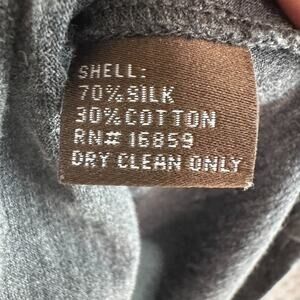 SHELL:
70%SILK
30%COTTON
RN# 16859
DRY CLEAN ONLY